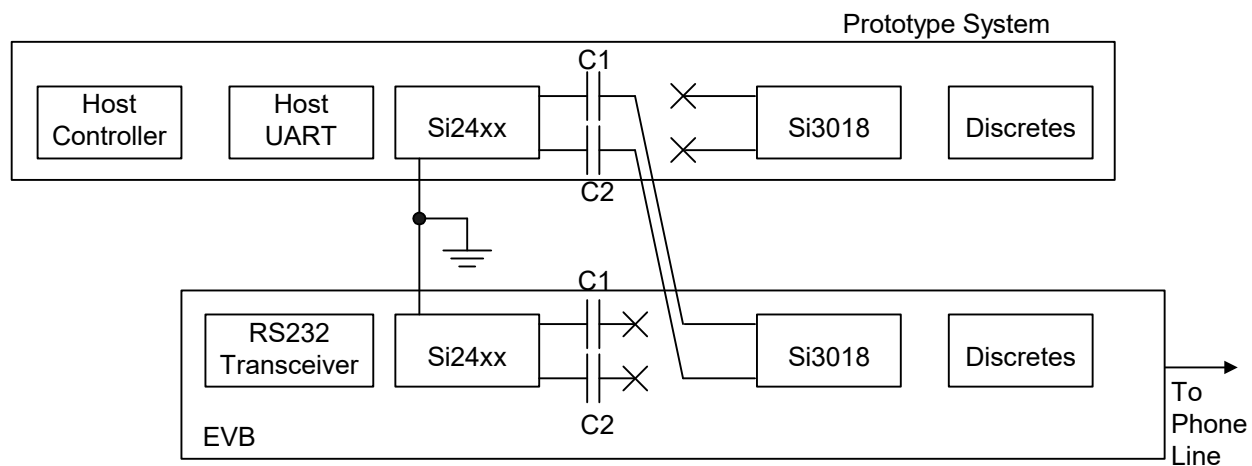 Prototype System
C1
Host
Controller
Host
UART
Si24xx
Si3018
Discretes
C2
C1
RS232
Transceiver
Si24xx
Si3018
Discretes
C2
EVB
To
Phone
Line